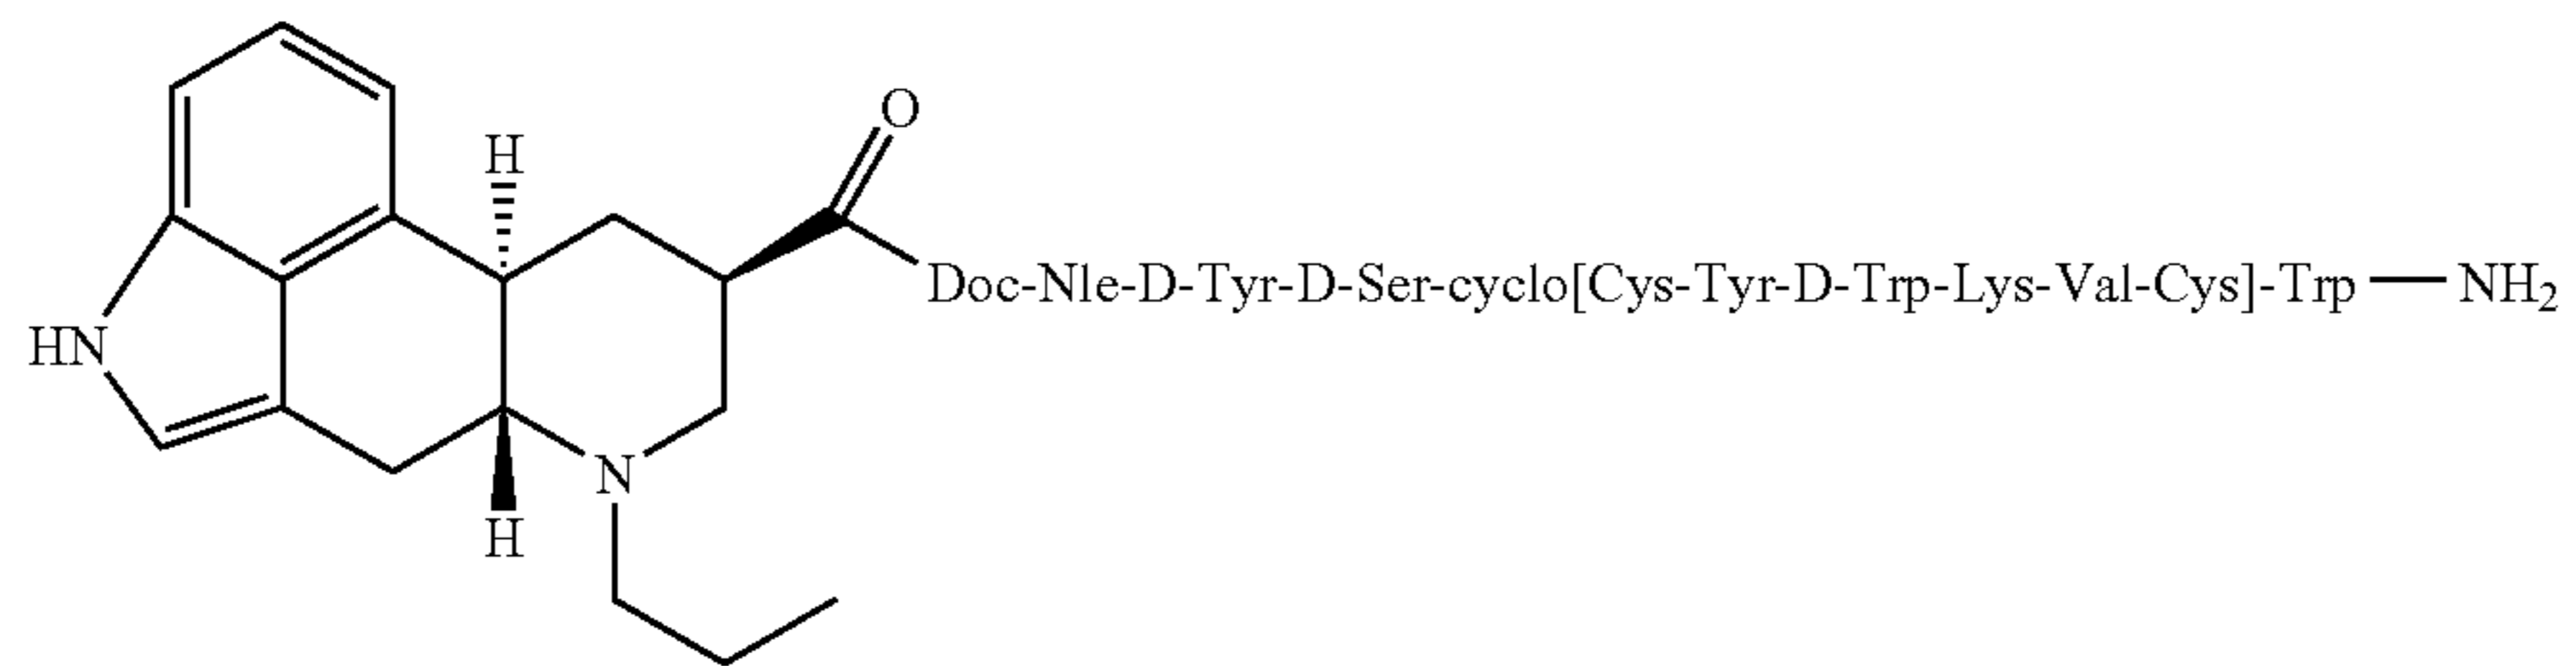 O
H
Doc-Nle-D-Tyr-D-Ser-cyclo[Cys-Tyr-D-Trp-Lys-Val-Cys]-Trp—NH2
HN
N
H